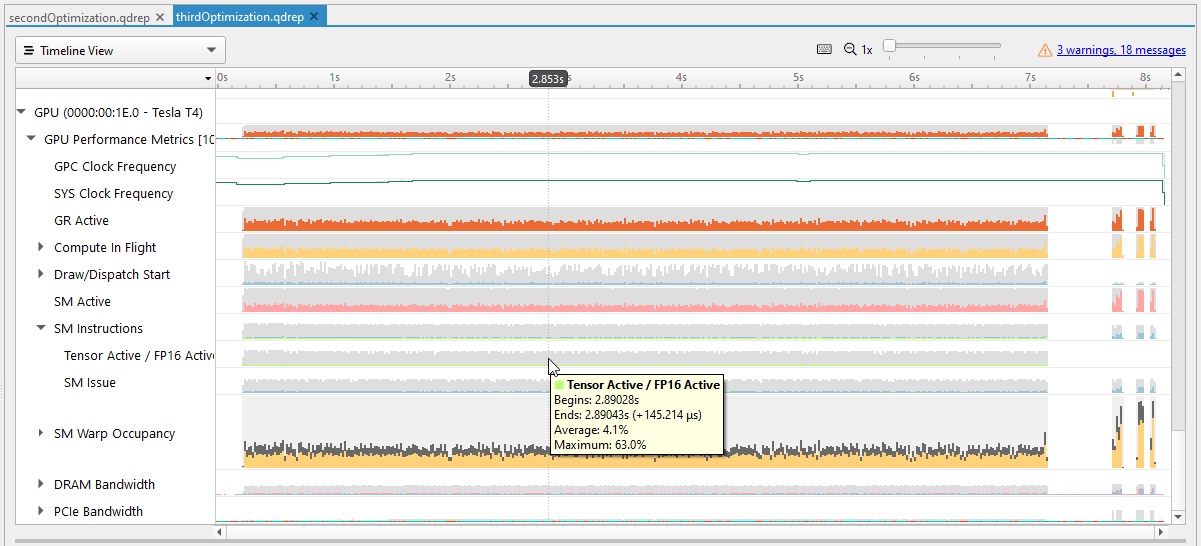 secondOptimization.qdrep ✕ thirdOptimization.qdrep ✕
Timeline View 1x 3 warnings, 18 messages
0s 1s 2s 2.853s s 4s 5s 6s 7s 8s
GPU (0000:00:1E.0 - Tesla T4)
GPU Performance Metrics [10
GPC Clock Frequency
SYS Clock Frequency
GR Active
Compute In Flight
Draw/Dispatch Start
SM Active
SM Instructions
Tensor Active / FP16 Activ
SM Issue
Tensor Active / FP16 Active
Begins: 2.89028s
Ends: 2.89043s (+145.214 µs)
Average: 4.1%
Maximum: 63.0%
SM Warp Occupancy
DRAM Bandwidth
PCIe Bandwidth